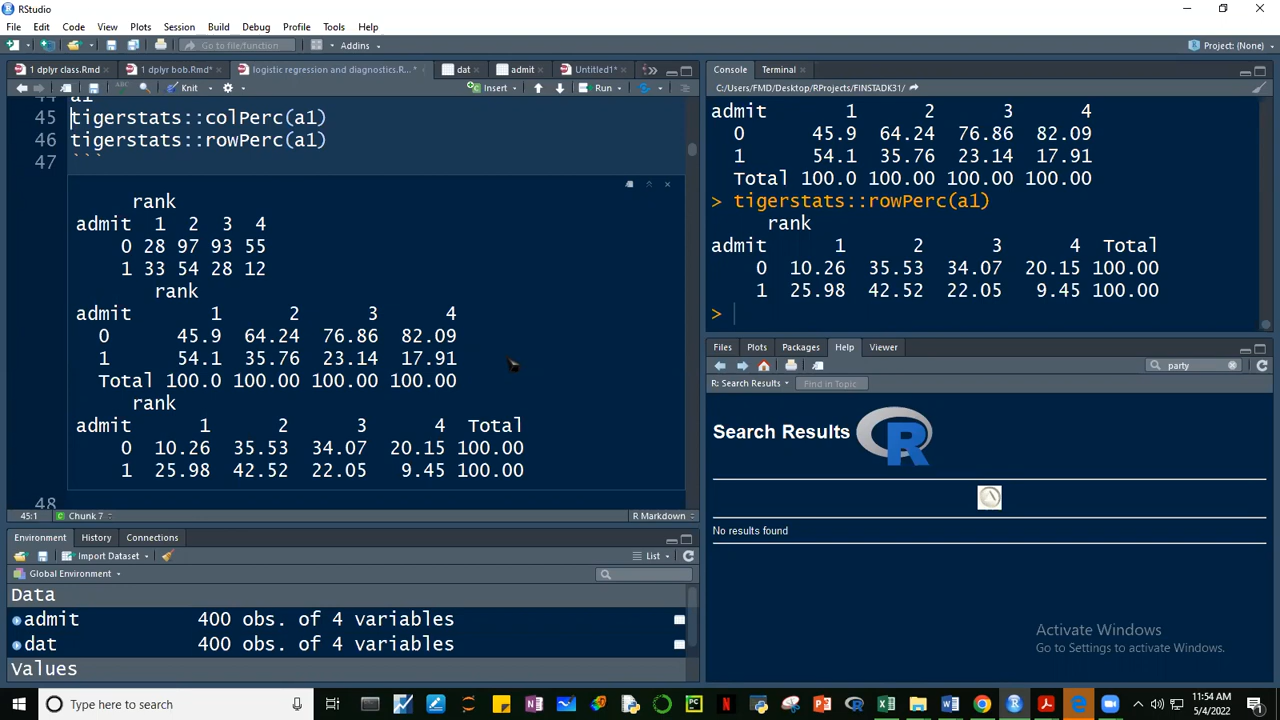 RStudio
File Edit Code View Plots Session Build Debug Profile Tools Help
Go to file/function Addins Project: (None)
1 dplyr class.Rmd 1 dplyr bob.Rmd* logistic regression and diagnostics.R...* dat admit Untitled1*
Knit Insert Run
44 a1
45 tigerstats::colPerc(a1)
46 tigerstats::rowPerc(a1)
47 ```
rank
admit 1 2 3 4
0 28 97 93 55
1 33 54 28 12
rank
admit 1 2 3 4
0 45.9 64.24 76.86 82.09
1 54.1 35.76 23.14 17.91
Total 100.0 100.00 100.00 100.00
rank
admit 1 2 3 4 Total
0 10.26 35.53 34.07 20.15 100.00
1 25.98 42.52 22.05 9.45 100.00
48
45:1 Chunk 7 R Markdown
Environment History Connections
Import Dataset List
Global Environment
Data
admit 400 obs. of 4 variables
dat 400 obs. of 4 variables
Values
Console Terminal
C:/Users/FMD/Desktop/RProjects/FINSTADK31/
admit 1 2 3 4
0 45.9 64.24 76.86 82.09
1 54.1 35.76 23.14 17.91
Total 100.0 100.00 100.00 100.00
> tigerstats::rowPerc(a1)
rank
admit 1 2 3 4 Total
0 10.26 35.53 34.07 20.15 100.00
1 25.98 42.52 22.05 9.45 100.00
>
Files Plots Packages Help Viewer
party
R: Search Results Find in Topic
Search Results R
No results found
Activate Windows
Go to Settings to activate Windows.
Type here to search
11:54 AM
5/4/2022